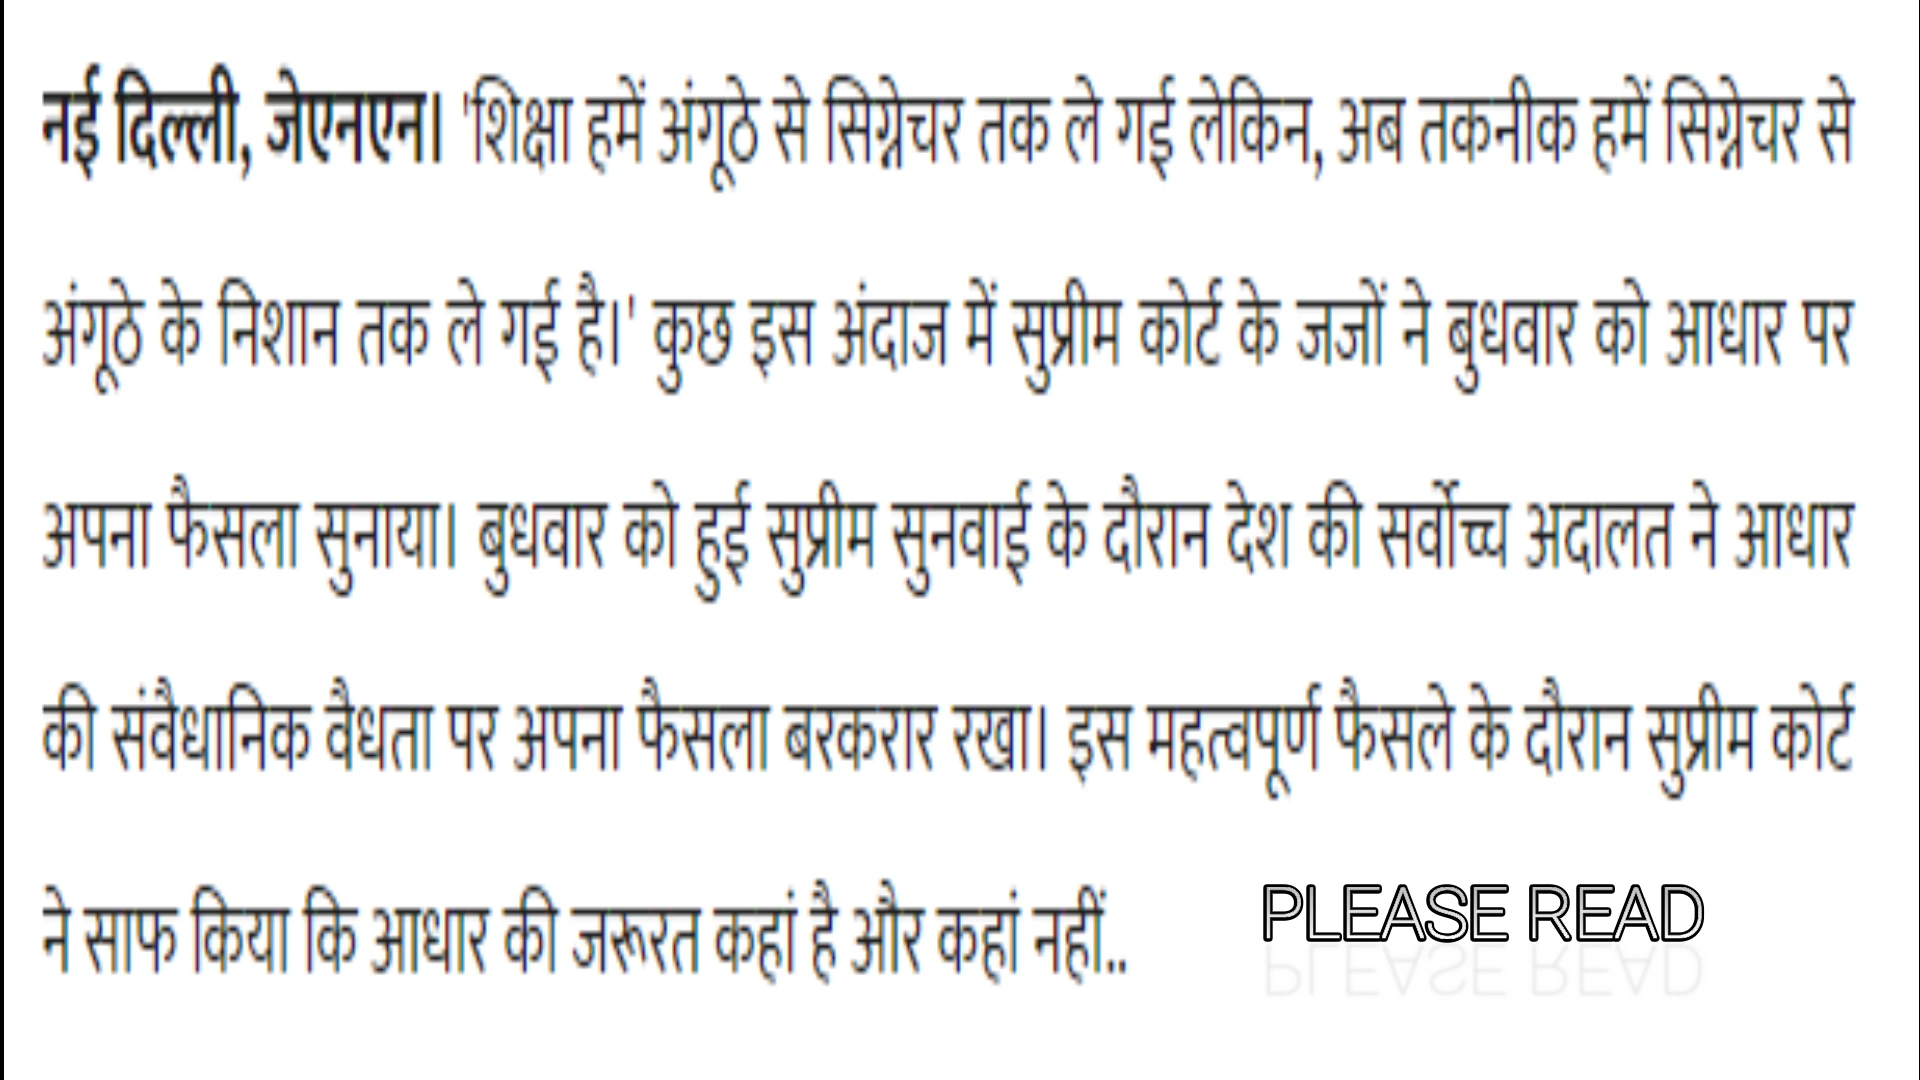 नई दिल्ली, जेएनएन। 'शिक्षा हमें अंगूठे से सिग्नेचर तक ले गई लेकिन, अब तकनीक हमें सिग्नेचर से
अंगूठे के निशान तक ले गई है।' कुछ इस अंदाज में सुप्रीम कोर्ट के जजों ने बुधवार को आधार पर
अपना फैसला सुनाया। बुधवार को हुई सुप्रीम सुनवाई के दौरान देश की सर्वोच्च अदालत ने आधार
की संवैधानिक वैधता पर अपना फैसला बरकरार रखा। इस महत्वपूर्ण फैसले के दौरान सुप्रीम कोर्ट
ने साफ किया कि आधार की जरूरत कहां है और कहां नहीं..
PLEASE READ